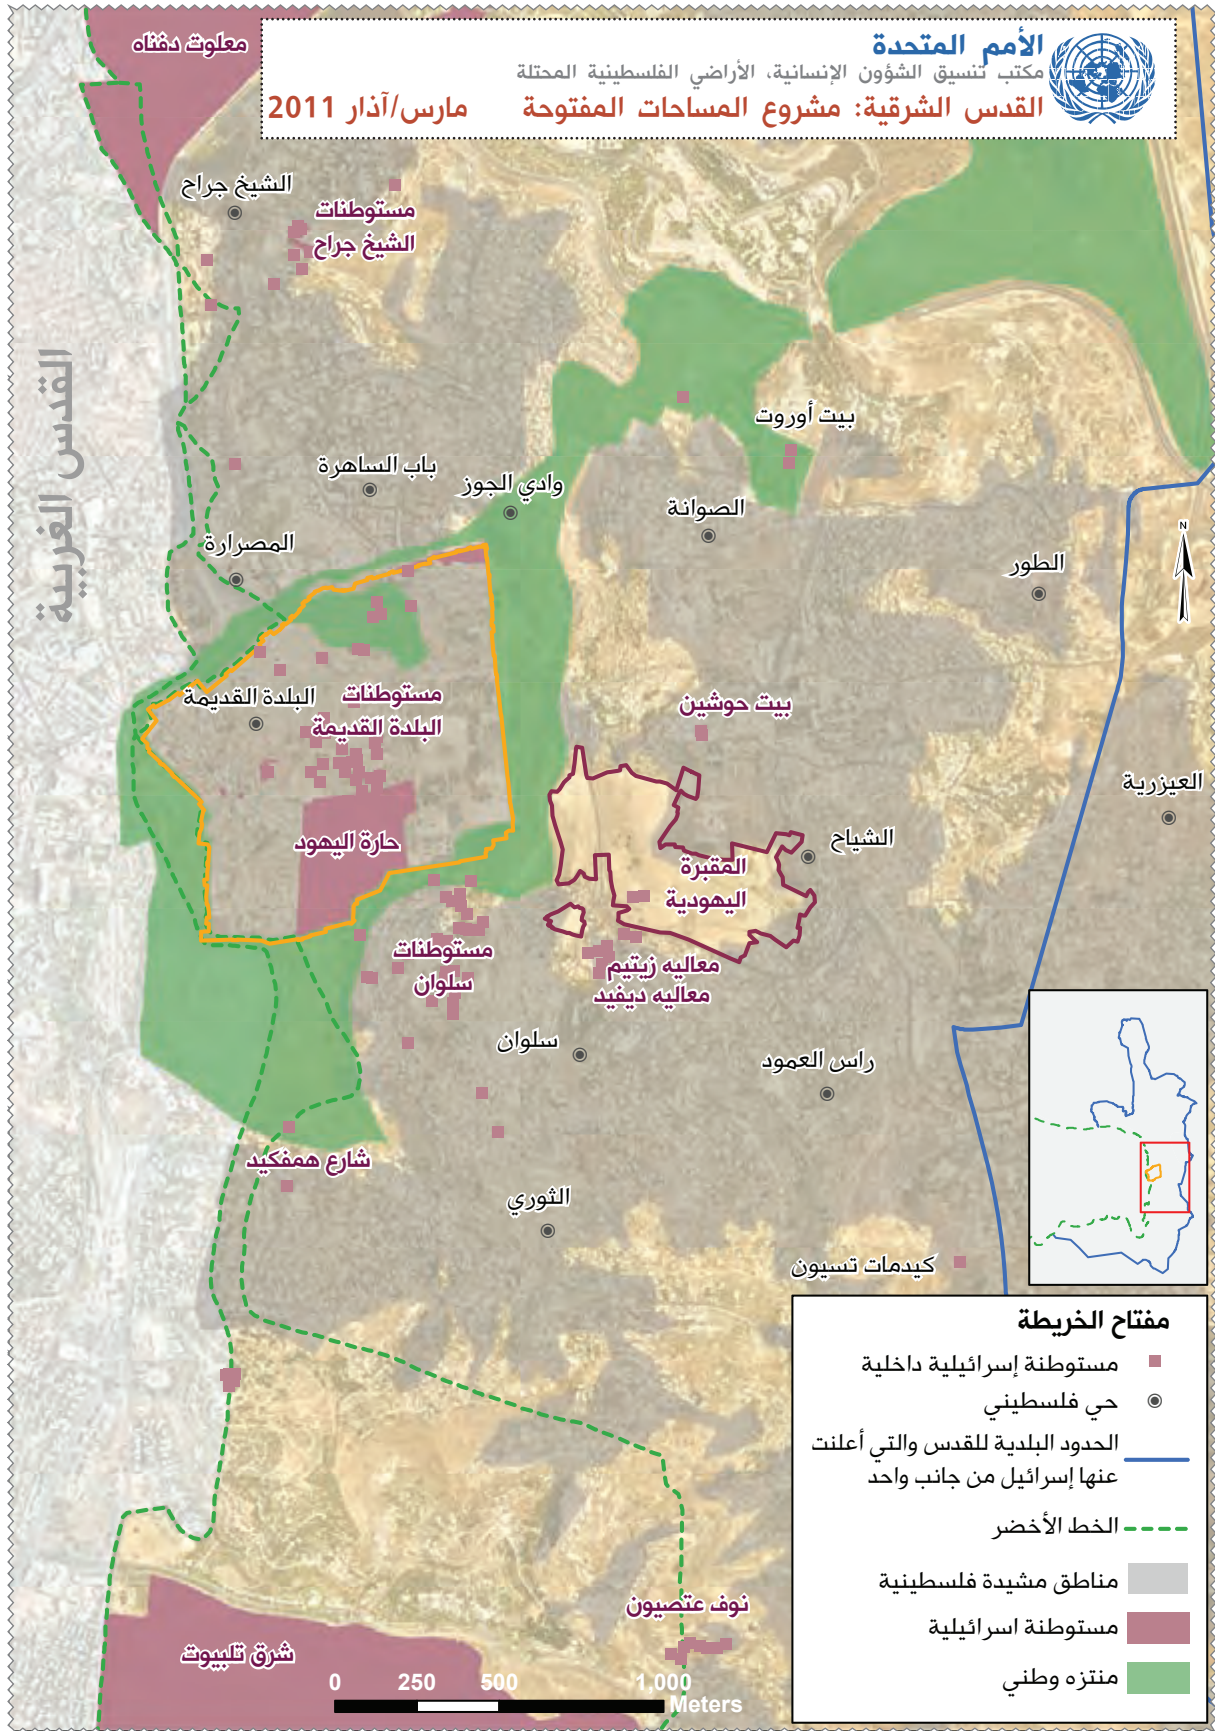 الأمم المتحدة
مكتب تنسيق الشؤون الإنسانية، الأراضي الفلسطينية المحتلة
القدس الشرقية: مشروع المساحات المفتوحة مارس/آذار 2011
معلوت دفناه
الشيخ جراح
مستوطنات
الشيخ جراح
القدس الغربية
بيت أوروت
باب الساهرة
وادي الجوز
الصوانة
المصرارة
الطور
N
البلدة القديمة
مستوطنات
البلدة القديمة
بيت حوشين
العيزرية
حارة اليهود
الشياح
المقبرة
اليهودية
مستوطنات
سلوان
معاليه زيتيم
معاليه ديفيد
سلوان
راس العمود
شارع همفكيد
الثوري
كيدمات تسيون
مفتاح الخريطة
مستوطنة إسرائيلية داخلية
حي فلسطيني
الحدود البلدية للقدس والتي أعلنت
عنها إسرائيل من جانب واحد
الخط الأخضر
مناطق مشيدة فلسطينية
مستوطنة اسرائيلية
منتزه وطني
نوف عتصيون
شرق تلبيوت
0 250 500 1,000
Meters